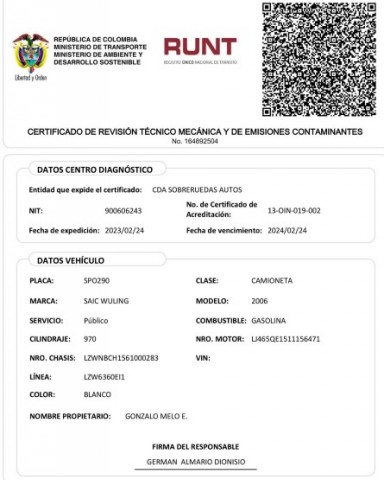 REPÚBLICA DE COLOMBIA
MINISTERIO DE TRANSPORTE
MINISTERIO DE AMBIENTE Y
DESARROLLO SOSTENIBLE
Libertad y Orden
RUNT
REGISTRO ÚNICO NACIONAL DE TRÁNSITO
CERTIFICADO DE REVISIÓN TÉCNICO MECÁNICA Y DE EMISIONES CONTAMINANTES
No. 164892504
DATOS CENTRO DIAGNÓSTICO
Entidad que expide el certificado: CDA SOBRERUEDAS AUTOS
NIT: 900606243 No. de Certificado de Acreditación: 13-OIN-019-002
Fecha de expedición: 2023/02/24 Fecha de vencimiento: 2024/02/24
DATOS VEHÍCULO
PLACA: SPO290 CLASE: CAMIONETA
MARCA: SAIC WULING MODELO: 2006
SERVICIO: Público COMBUSTIBLE: GASOLINA
CILINDRAJE: 970 NRO. MOTOR: LJ465QE1511156471
NRO. CHASIS: LZWNBCH1561000283 VIN:
LÍNEA: LZW6360EI1
COLOR: BLANCO
NOMBRE PROPIETARIO: GONZALO MELO E.
FIRMA DEL RESPONSABLE
GERMAN ALMARIO DIONISIO